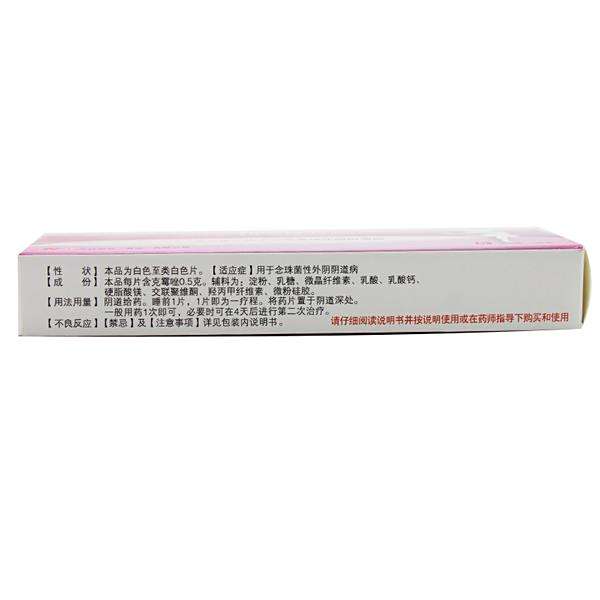 【性　　状】本品为白色至类白色片。【适应症】用于念珠菌性外阴阴道病
【成　　份】本品每片含克霉唑0.5克。辅料为：淀粉、乳糖、微晶纤维素、乳酸、乳酸钙、
硬脂酸镁、交联聚维酮、羟丙甲纤维素、微粉硅胶。
【用法用量】阴道给药。睡前1片，1片即为一疗程。将药片置于阴道深处。
一般用药1次即可，必要时可在4天后进行第二次治疗。
【不良反应】【禁忌】及【注意事项】详见包装内说明书。
请仔细阅读说明书并按说明使用或在药师指导下购买和使用